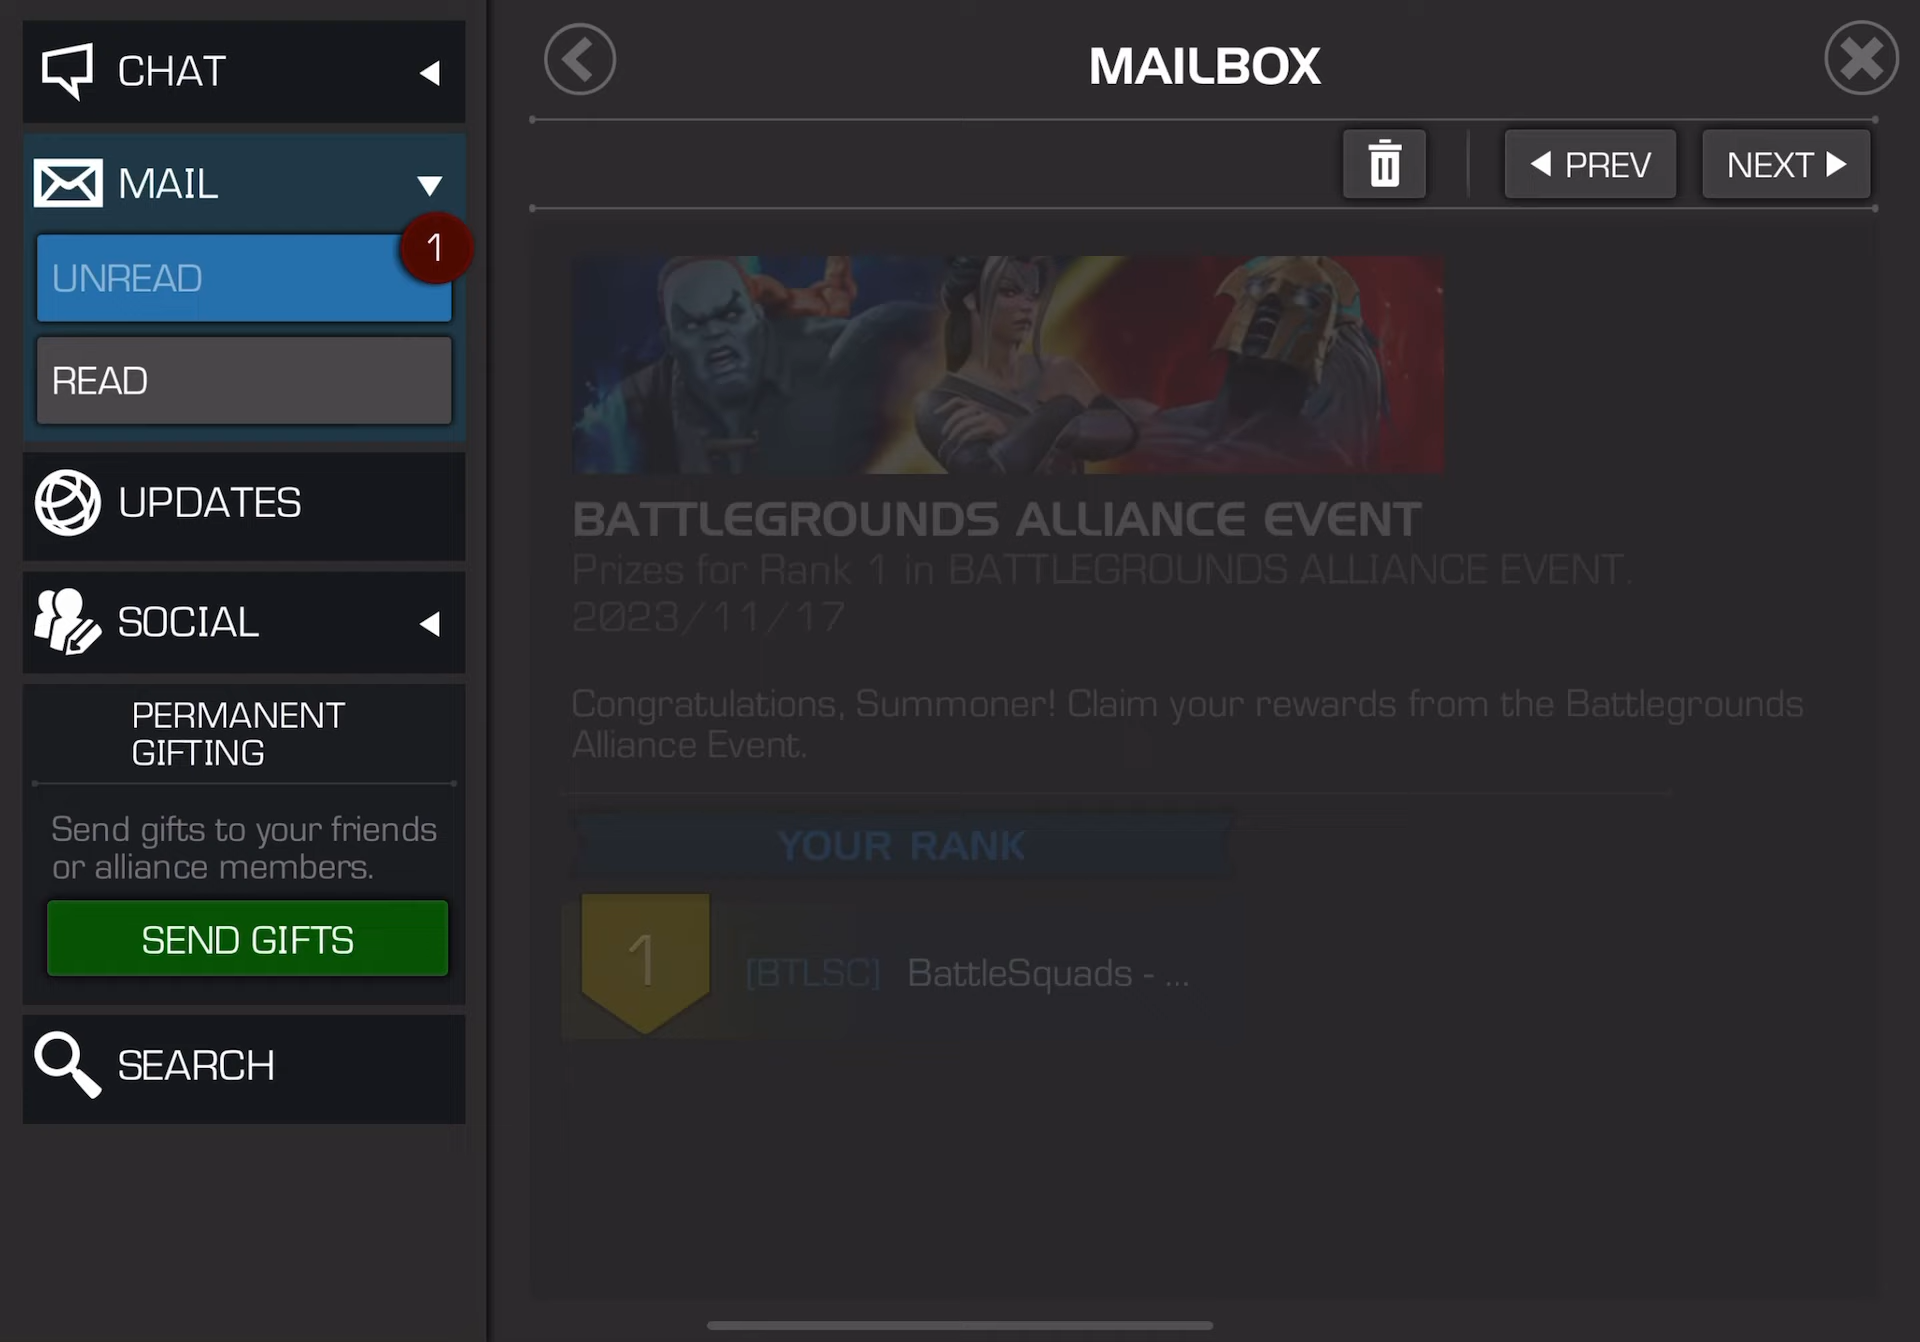 CHAT
MAIL
1
UNREAD
READ
UPDATES
SOCIAL
PERMANENT
GIFTING
Send gifts to your friends
or alliance members.
SEND GIFTS
SEARCH
MAILBOX
PREV
NEXT
BATTLEGROUNDS ALLIANCE EVENT
Prizes for Rank 1 in BATTLEGROUNDS ALLIANCE EVENT.
2023/11/17
Congratulations, Summoner! Claim your rewards from the Battlegrounds
Alliance Event.
YOUR RANK
1 [BTLSC] BattleSquads - ...